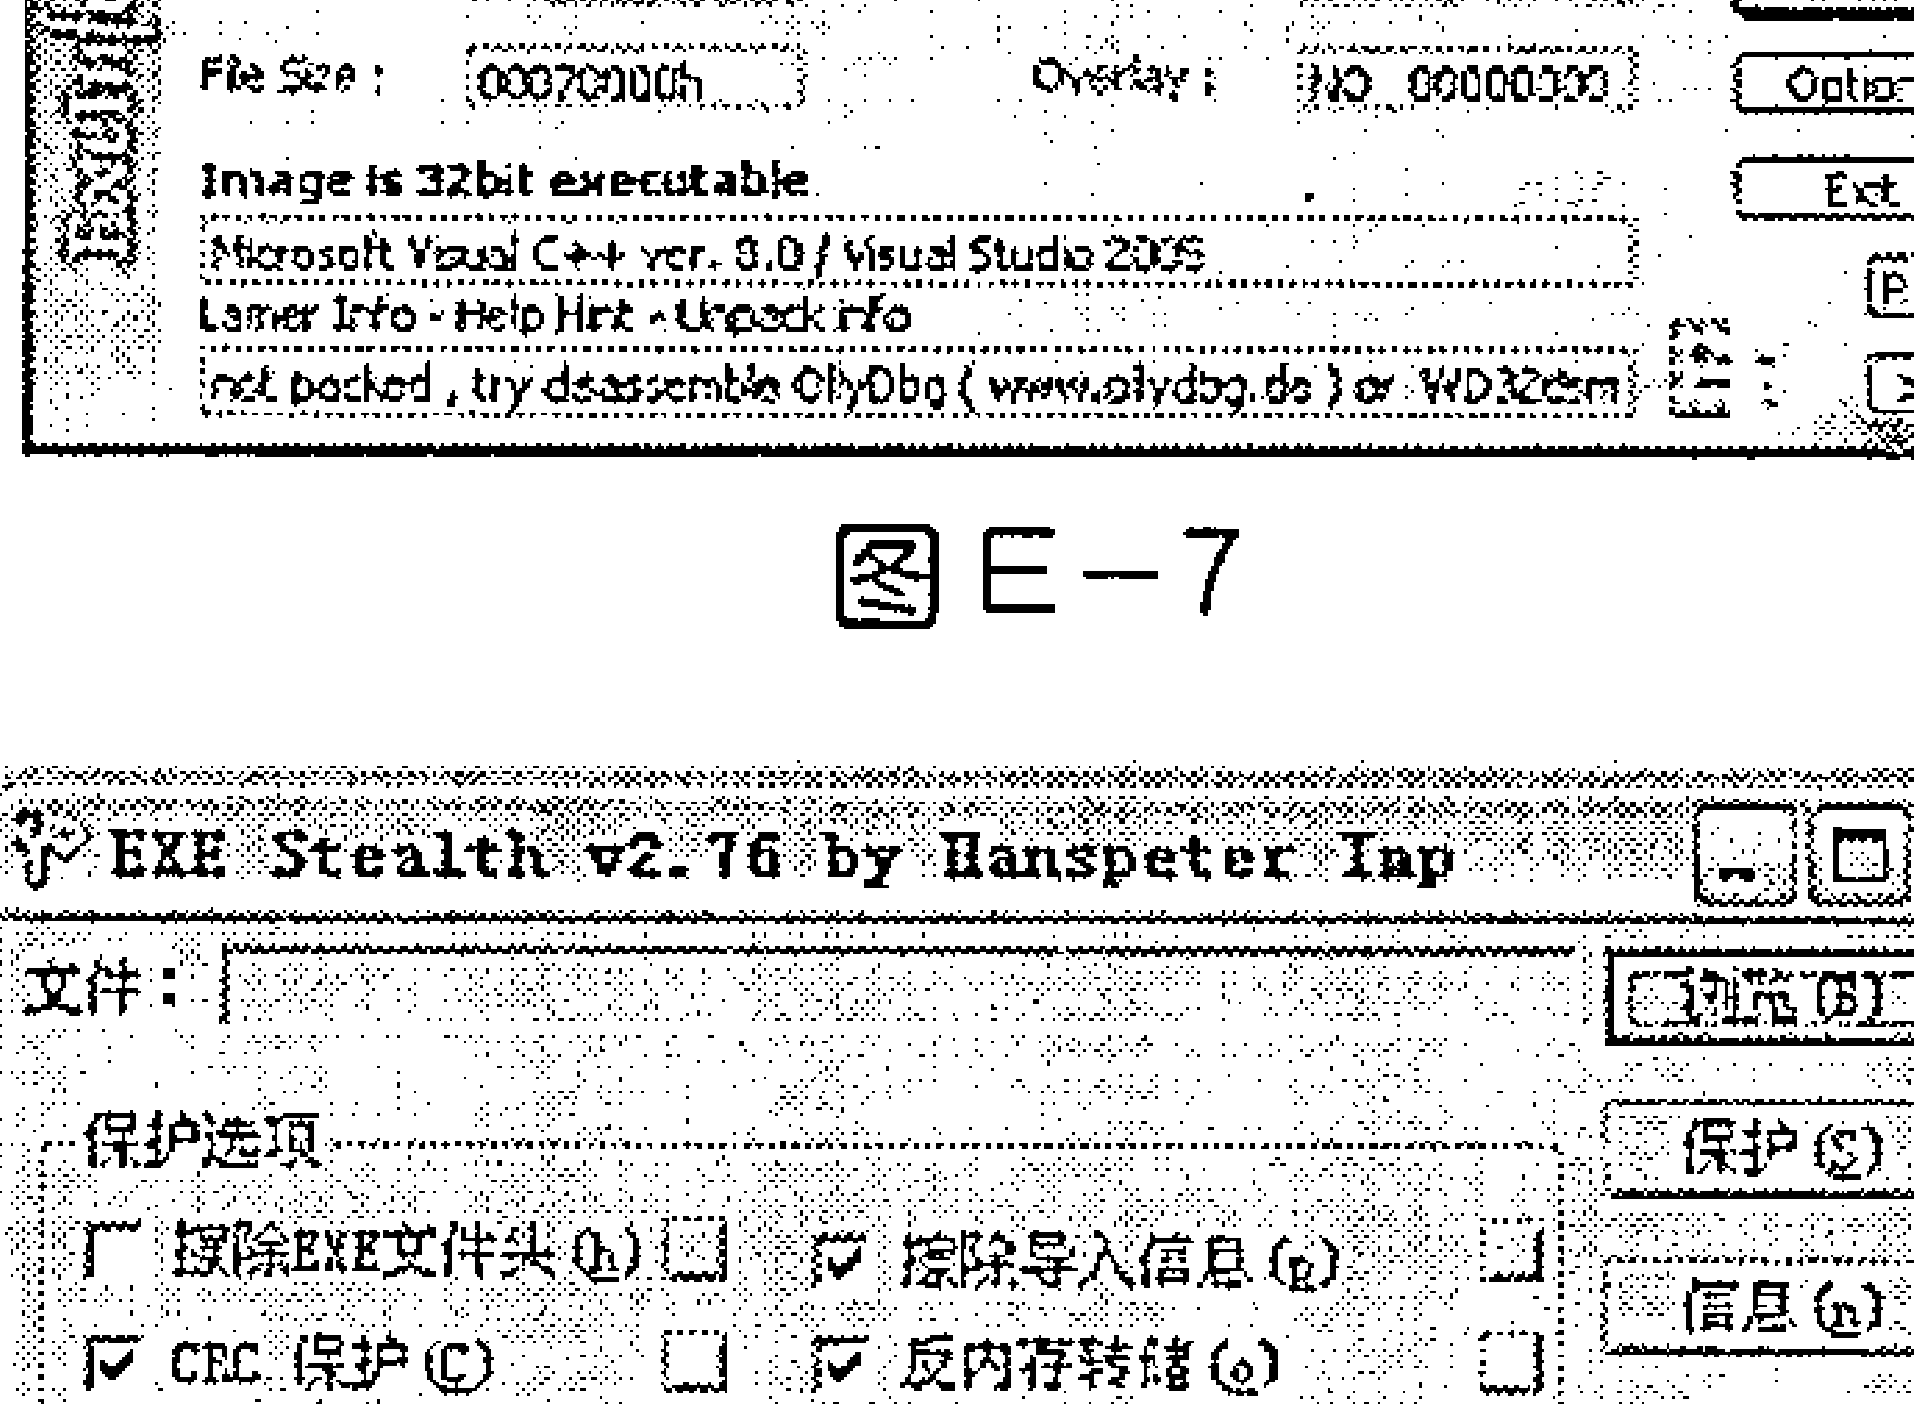 File Size : 00070000h Overlay : NO 00000000 Option
Image is 32bit executable Exit
Microsoft Visual C++ ver. 8.0 / Visual Studio 2005
Lamer Info - Help Hint - Unpack info
not packed , try disassemble OllyDbg ( www.ollydbg.de ) or WD32dsm
图 E-7
EXE Stealth v2.76 by Hanspeter Imp
文件：
保护选项 保护(S)
擦除EXE文件头(h) 擦除导入信息(g)
信息(n)
CRC 保护(C) 反内存转储(o)